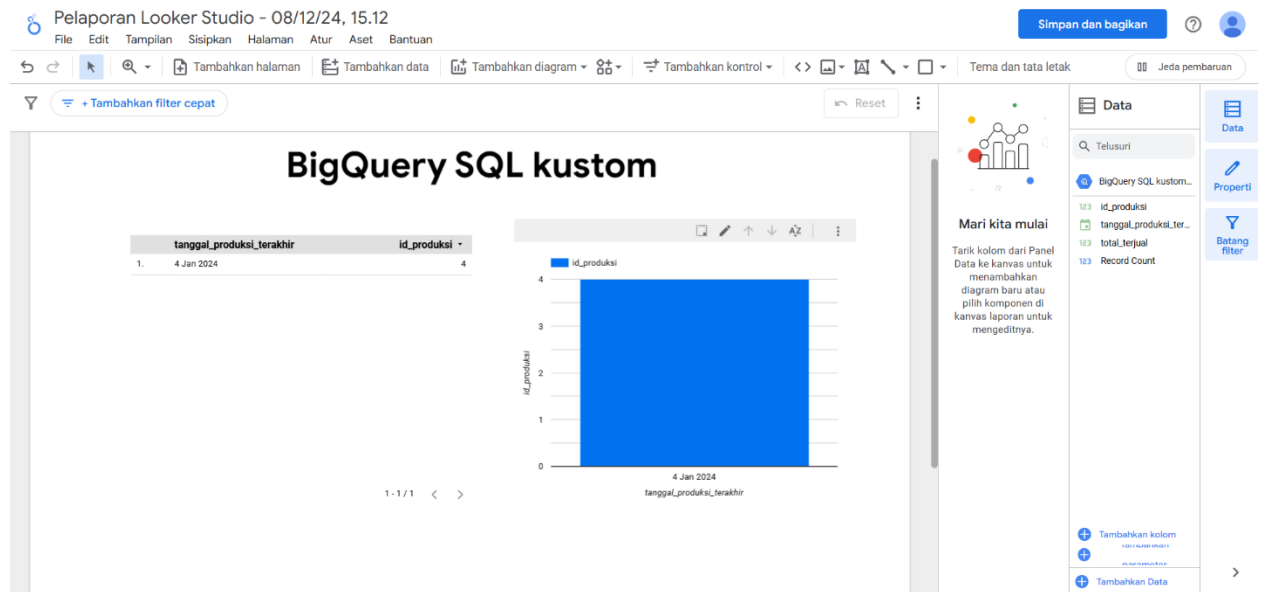 Pelaporan Looker Studio - 08/12/24, 15.12
File Edit Tampilan Sisipkan Halaman Atur Aset Bantuan
Simpan dan bagikan
Tambahkan halaman Tambahkan data Tambahkan diagram Tambahkan kontrol Tema dan tata letak Jeda pembaruan
+ Tambahkan filter cepat
Reset
BigQuery SQL kustom
tanggal_produksi_terakhir id_produksi
1. 4 Jan 2024 4
1 - 1 / 1
id_produksi
4
3
2
1
0
id_produksi
4 Jan 2024
tanggal_produksi_terakhir
Mari kita mulai
Tarik kolom dari Panel
Data ke kanvas untuk
menambahkan
diagram baru atau
pilih komponen di
kanvas laporan untuk
mengeditnya.
Data
Telusuri
BigQuery SQL kustom...
123 id_produksi
tanggal_produksi_ter...
123 total_terjual
123 Record Count
Tambahkan kolom
Tambahkan
parameter
Tambahkan Data
Data
Properti
Batang
filter